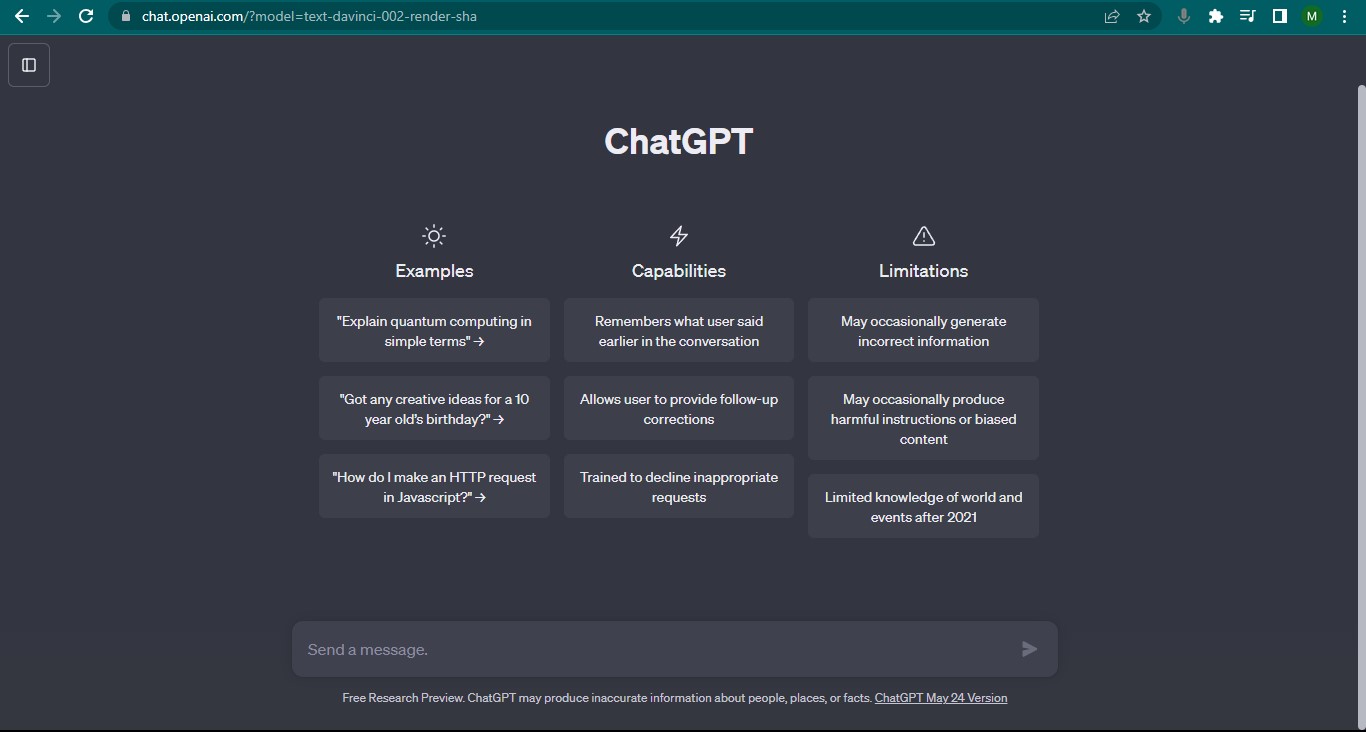 chat.openai.com/?model=text-davinci-002-render-sha
M
ChatGPT
Examples
"Explain quantum computing in
simple terms" →
"Got any creative ideas for a 10
year old's birthday?" →
"How do I make an HTTP request
in Javascript?" →
Capabilities
Remembers what user said
earlier in the conversation
Allows user to provide follow-up
corrections
Trained to decline inappropriate
requests
Limitations
May occasionally generate
incorrect information
May occasionally produce
harmful instructions or biased
content
Limited knowledge of world and
events after 2021
Send a message.
Free Research Preview. ChatGPT may produce inaccurate information about people, places, or facts. ChatGPT May 24 Version